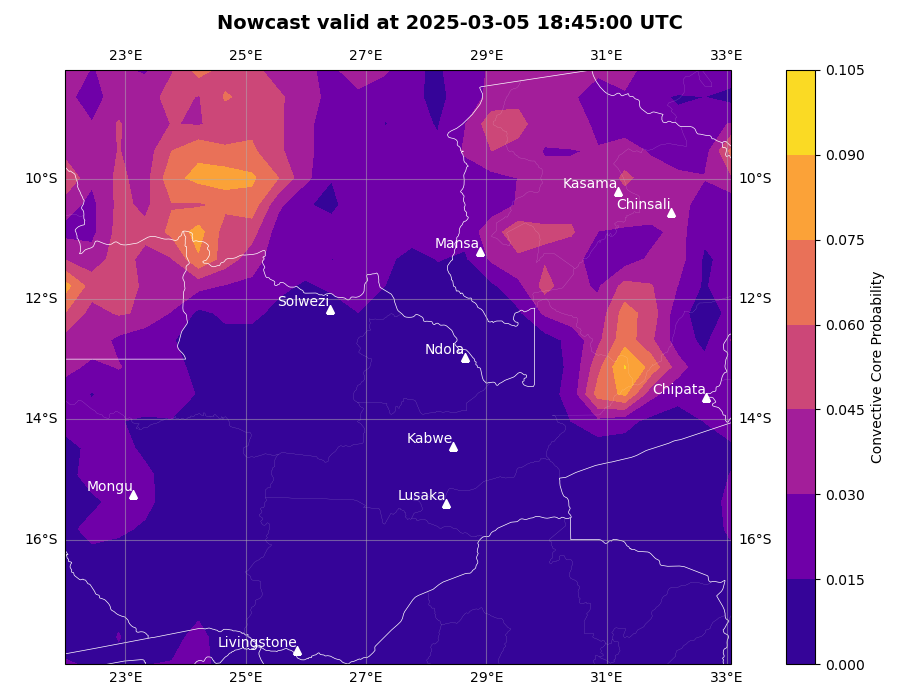 Nowcast valid at 2025-03-05 18:45:00 UTC
23°E 25°E 27°E 29°E 31°E 33°E
0.105
0.090
10°S 10°S
Kasama
Chinsali
0.075
Mansa
12°S 12°S
Solwezi
0.060
Ndola
Chipata
0.045
14°S 14°S
Kabwe
Mongu
Lusaka
0.030
16°S 16°S
0.015
Livingstone
0.000
23°E 25°E 27°E 29°E 31°E 33°E
Convective Core Probability